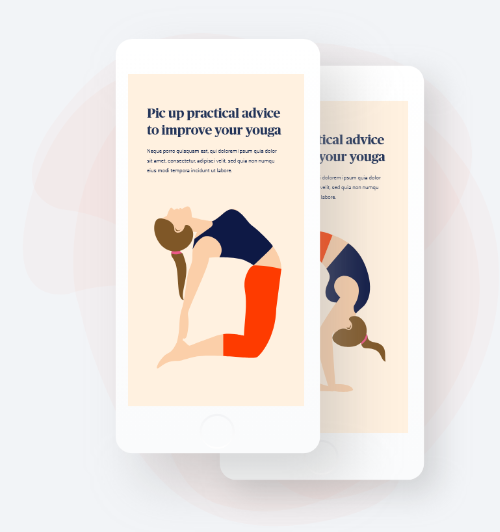 Pic up practical advice
to improve your youga
Neque porro quisquam est, qui dolorem ipsum quia dolor
sit amet, consectetur, adipisci velit, sed quia non numqu
eius modi tempora incidunt ut labore.
tical advice
your youga
dolorem ipsum quia dolor
velit, sed quia non numqu
labore.